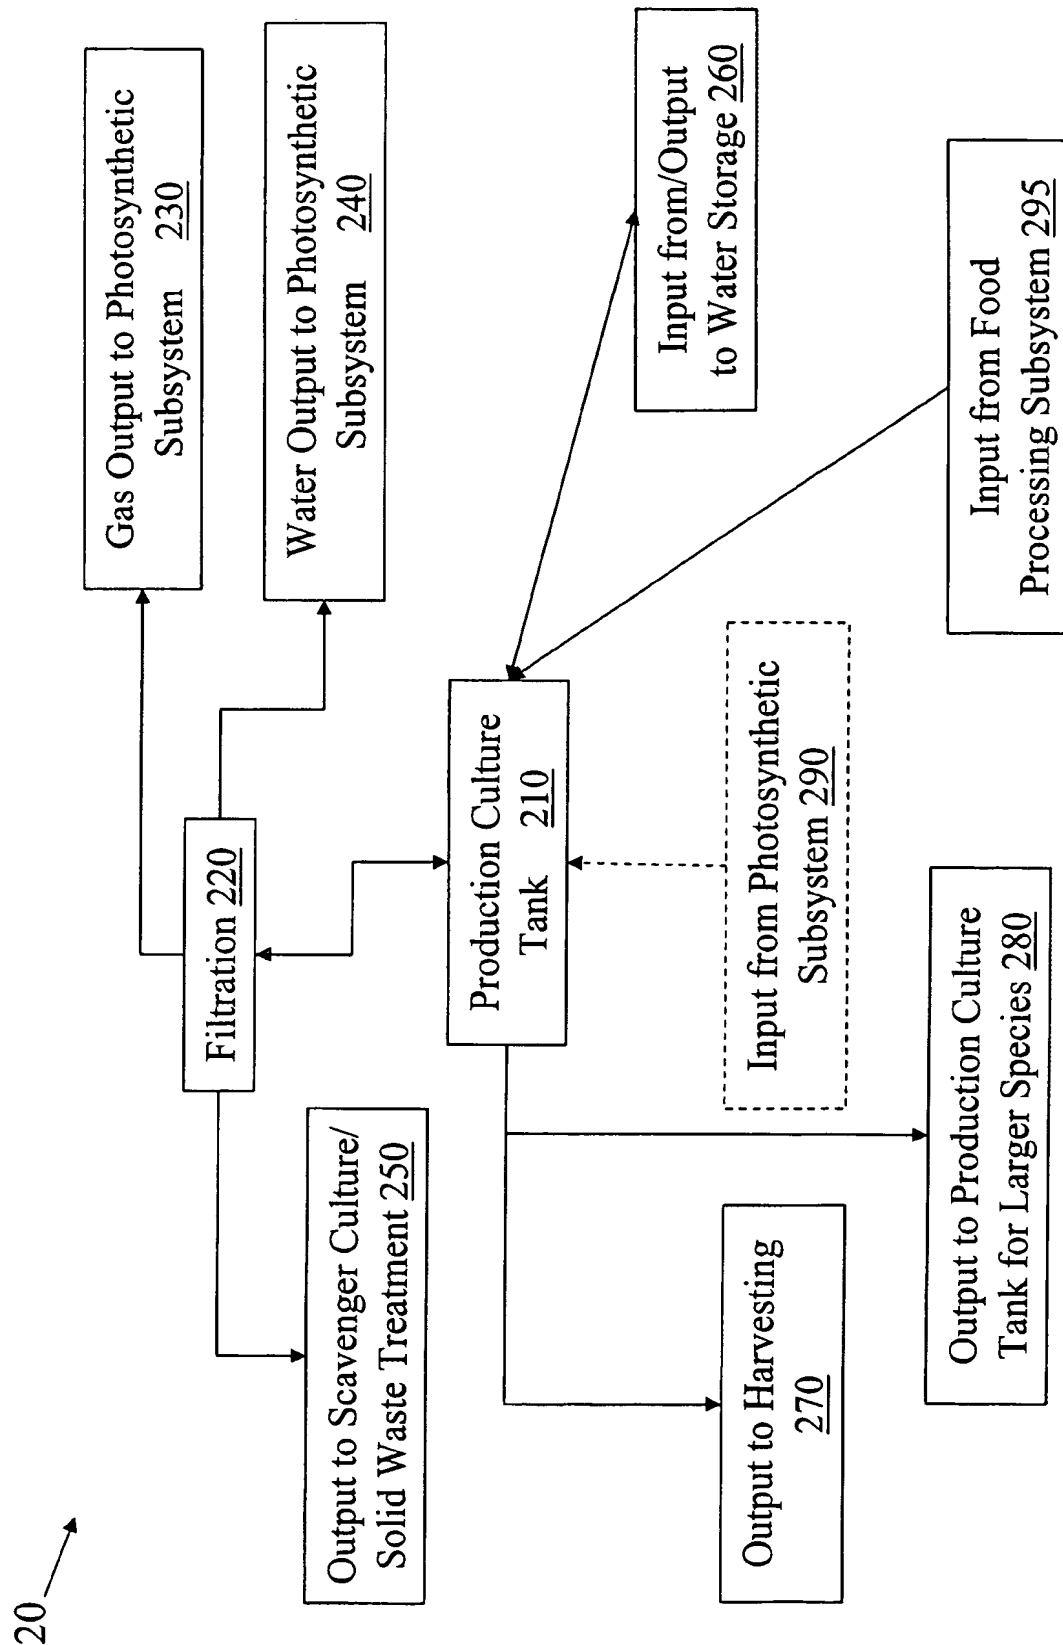 20
Gas Output to Photosynthetic
Subsystem 230
Water Output to Photosynthetic
Subsystem 240
Filtration 220
Output to Scavenger Culture/
Solid Waste Treatment 250
Production Culture
Tank 210
Input from/Output
to Water Storage 260
Input from Photosynthetic
Subsystem 290
Output to Harvesting
270
Output to Production Culture
Tank for Larger Species 280
Input from Food
Processing Subsystem 295